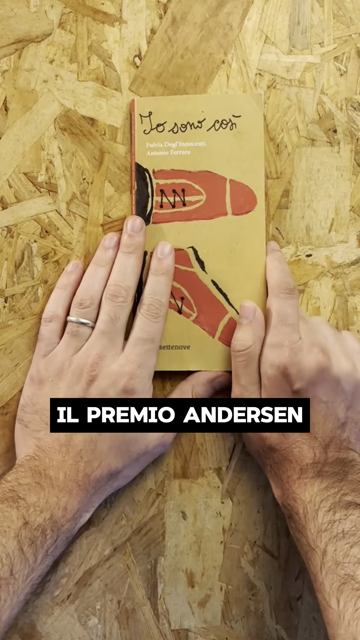 Io sono così
Fulvia Degl'Innocenti
Antonio Ferrara
settenove
IL PREMIO ANDERSEN